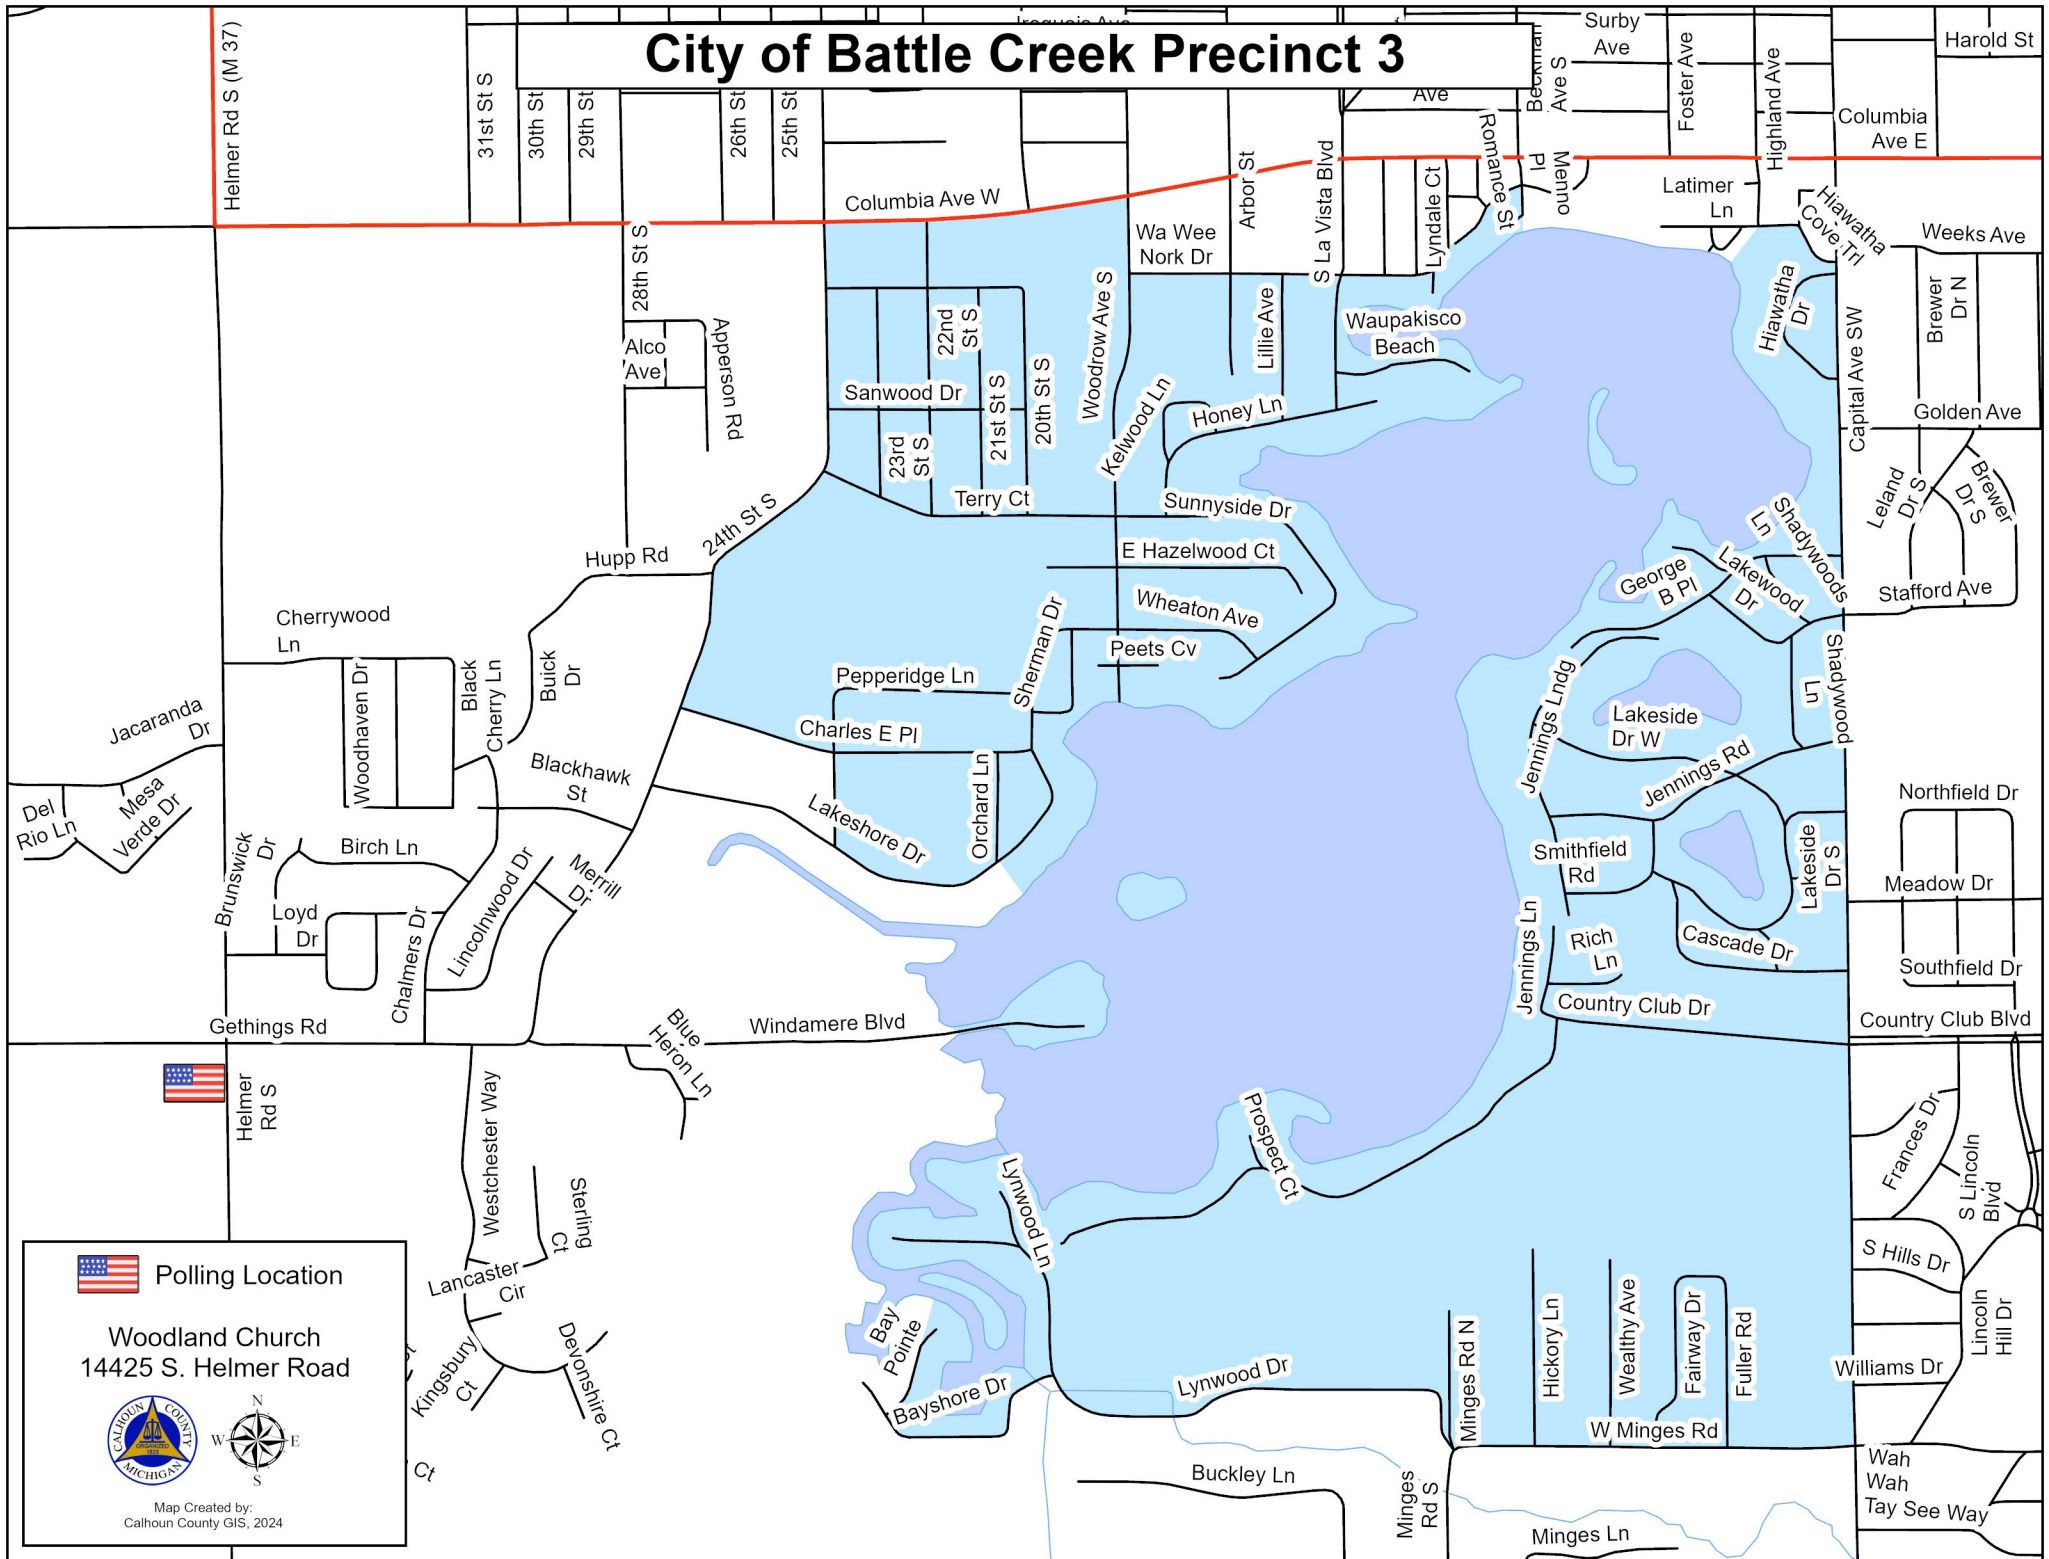 City of Battle Creek Precinct 3
Surby
Ave
Harold St
Helmer Rd S (M 37)
31st St S
30th St
29th St
26th St
25th St
Ave
Beckman
Ave S
Foster Ave
Highland Ave
Columbia
Ave E
Romance St
Menno
Pl
Arbor St
S La Vista Blvd
Lyndale Ct
Latimer
Ln
Hiawatha
Cove Trl
Columbia Ave W
Wa Wee
Nork Dr
Weeks Ave
28th St S
Alco
Ave
Apperson Rd
22nd
St S
Woodrow Ave S
Lillie Ave
Waupakisco
Beach
Hiawatha
Dr
Capital Ave SW
Brewer
Dr N
Sanwood Dr
21st St S
20th St S
Kelwood Ln
Honey Ln
Golden Ave
23rd
St S
Terry Ct
Sunnyside Dr
Leland
Dr S
Brewer
Dr S
24th St S
Hupp Rd
E Hazelwood Ct
Shadywoods
Ln
George
B Pl
Lakewood
Dr
Stafford Ave
Cherrywood
Ln
Wheaton Ave
Sherman Dr
Peets Cv
Woodhaven Dr
Black
Cherry Ln
Buick
Dr
Pepperidge Ln
Jennings Lndg
Lakeside
Dr W
Shadywood
Ln
Jacaranda
Dr
Charles E Pl
Blackhawk
St
Orchard Ln
Jennings Rd
Del
Rio Ln
Mesa
Verde Dr
Lakeshore Dr
Northfield Dr
Brunswick
Dr
Birch Ln
Lincolnwood Dr
Merrill
Dr
Smithfield
Rd
Lakeside
Dr S
Meadow Dr
Loyd
Dr
Chalmers Dr
Jennings Ln
Rich
Ln
Cascade Dr
Southfield Dr
Gethings Rd
Blue
Heron Ln
Windamere Blvd
Country Club Dr
Country Club Blvd
Helmer
Rd S
Westchester Way
Prospect Ct
Frances Dr
S Lincoln
Blvd
Sterling
Ct
Lynwood Ln
S Hills Dr
Lancaster
Cir
Bay
Pointe
Kingsbury
Ct
Devonshire Ct
Bayshore Dr
Lynwood Dr
Minges Rd N
Hickory Ln
Wealthy Ave
Fairway Dr
Fuller Rd
Lincoln
Hill Dr
Williams Dr
W Minges Rd
Ct
Buckley Ln
Minges
Rd S
Minges Ln
Wah
Wah
Tay See Way
Polling Location
Woodland Church
14425 S. Helmer Road
CALHOUN COUNTY
ORGANIZED
1833
MICHIGAN
N
W
E
S
Map Created by:
Calhoun County GIS, 2024